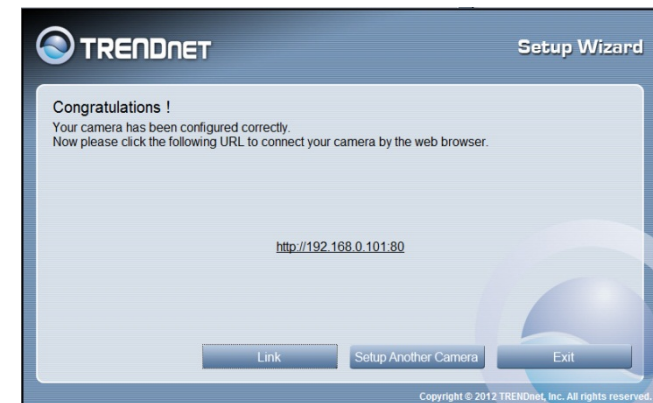 TRENDnet
Setup Wizard
Congratulations !
Your camera has been configured correctly.
Now please click the following URL to connect your camera by the web browser.
http://192.168.0.101:80
Link
Setup Another Camera
Exit
Copyright © 2012 TRENDnet, Inc. All rights reserved.